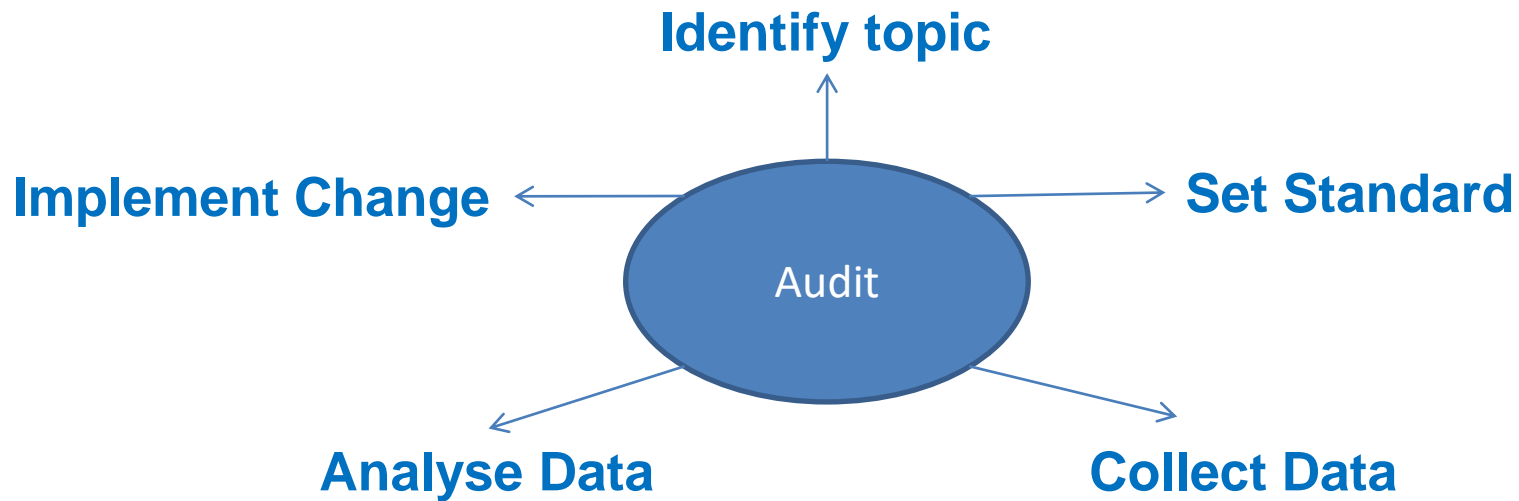 Identify topic
Implement Change
Set Standard
Audit
Analyse Data
Collect Data